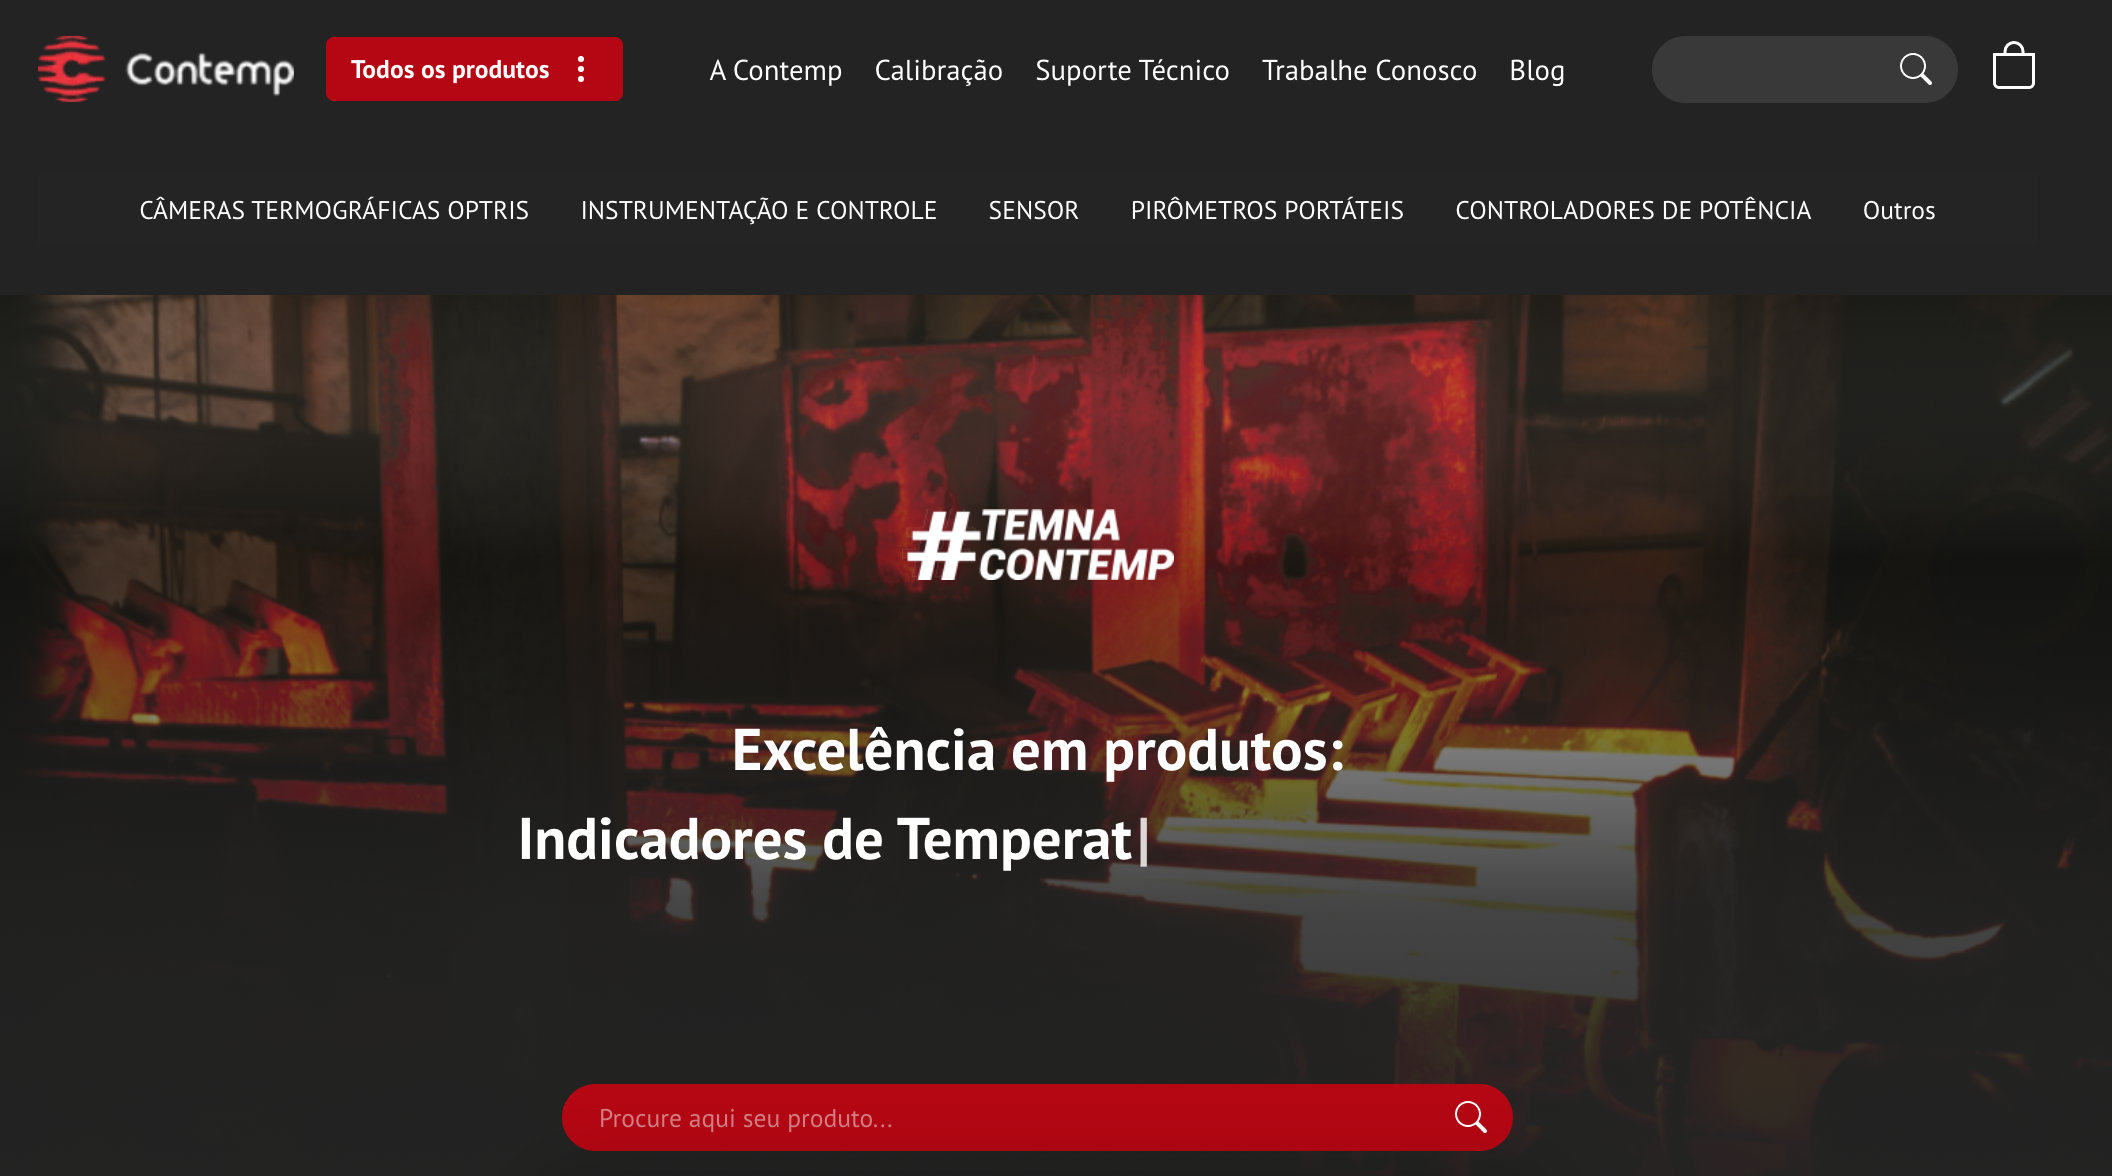 Contemp
Todos os produtos
A Contemp
Calibração
Suporte Técnico
Trabalhe Conosco
Blog
CÂMERAS TERMOGRÁFICAS OPTRIS
INSTRUMENTAÇÃO E CONTROLE
SENSOR
PIRÔMETROS PORTÁTEIS
CONTROLADORES DE POTÊNCIA
Outros
#TEMNA
CONTEMP
Excelência em produtos:
Indicadores de Temperat|
Procure aqui seu produto...